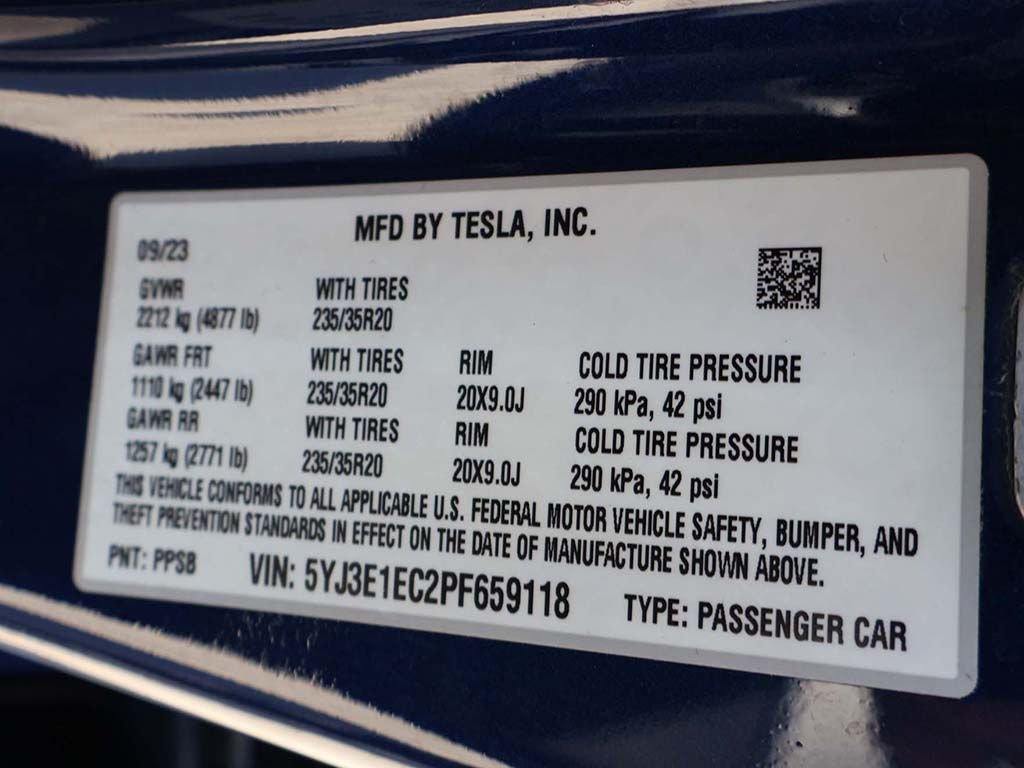 MFD BY TESLA, INC.
09/23
GVWR WITH TIRES
2212 kg (4877 lb) 235/35R20
GAWR FRT WITH TIRES RIM COLD TIRE PRESSURE
1110 kg (2447 lb) 235/35R20 20X9.0J 290 kPa, 42 psi
GAWR RR WITH TIRES RIM COLD TIRE PRESSURE
1257 kg (2771 lb) 235/35R20 20X9.0J 290 kPa, 42 psi
THIS VEHICLE CONFORMS TO ALL APPLICABLE U.S. FEDERAL MOTOR VEHICLE SAFETY, BUMPER, AND
THEFT PREVENTION STANDARDS IN EFFECT ON THE DATE OF MANUFACTURE SHOWN ABOVE.
PNT: PPS8 VIN: 5YJ3E1EC2PF659118 TYPE: PASSENGER CAR